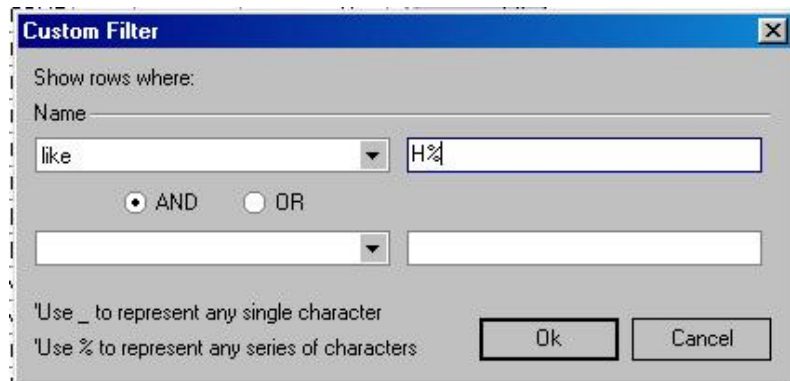 Custom Filter
Show rows where:
Name
like H%
AND OR
'Use _ to represent any single character
'Use % to represent any series of characters
Ok Cancel